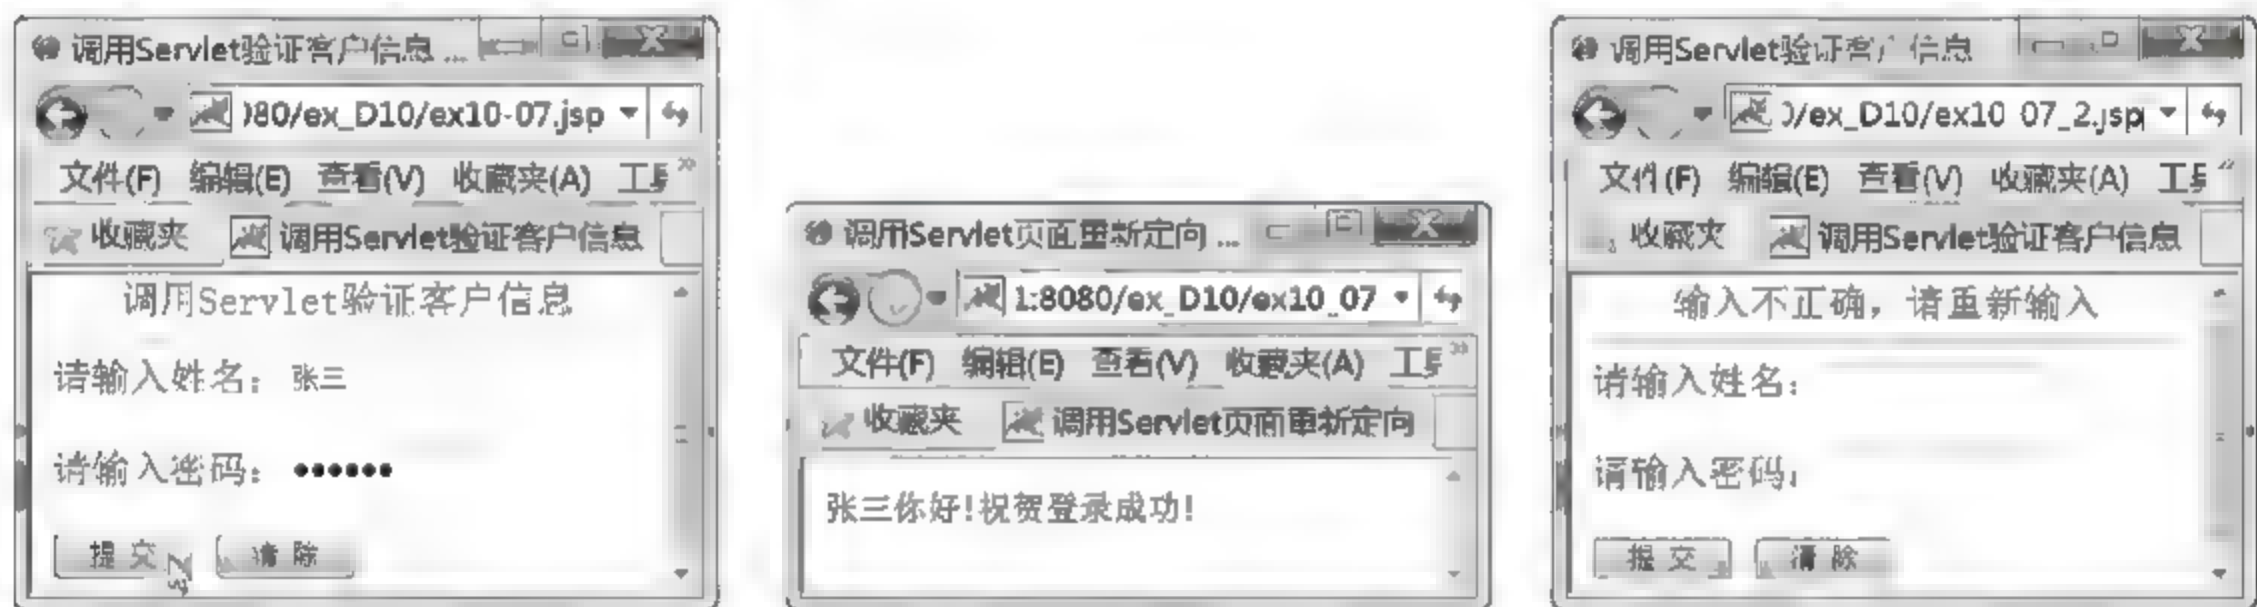 调用Servlet验证客户信息 ...
)80/ex_D10/ex10-07.jsp
文件(F) 编辑(E) 查看(V) 收藏夹(A) 工具 »
收藏夹 调用Servlet验证客户信息
调用Servlet验证客户信息
请输入姓名： 张三
请输入密码： ••••••
提 交 清 除
调用Servlet页面重新定向 ...
1:8080/ex_D10/ex10_07
文件(F) 编辑(E) 查看(V) 收藏夹(A) 工具 »
收藏夹 调用Servlet页面重新定向
张三你好!祝贺登录成功!
调用Servlet验证客户信息
)/ex_D10/ex10_07_2.jsp
文件(F) 编辑(E) 查看(V) 收藏夹(A) 工具 »
收藏夹 调用Servlet验证客户信息
输入不正确，请重新输入
请输入姓名：
请输入密码：
提 交 清 除